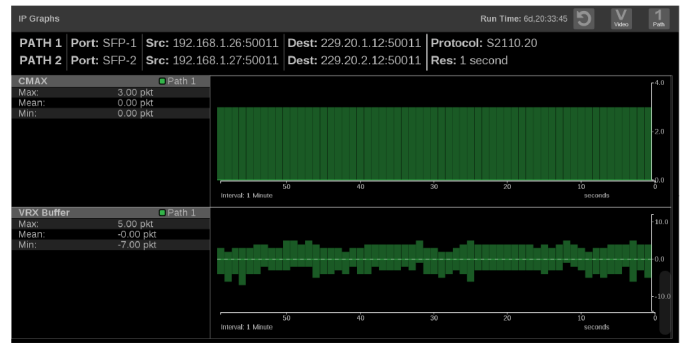 IP Graphs Run Time: 6d,20:33:45 V Video 1 Path
PATH 1 Port: SFP-1 Src: 192.168.1.26:50011 Dest: 229.20.1.12:50011 Protocol: S2110.20
PATH 2 Port: SFP-2 Src: 192.168.1.27:50011 Dest: 229.20.2.12:50011 Res: 1 second
CMAX Path 1
Max: 3.00 pkt
Mean: 0.00 pkt
Min: 0.00 pkt
4.0
2.0
0.0
50 40 30 20 10 0
Interval: 1 Minute seconds
VRX Buffer Path 1
Max: 5.00 pkt
Mean: -0.00 pkt
Min: -7.00 pkt
10.0
0.0
-10.0
50 40 30 20 10 0
Interval: 1 Minute seconds